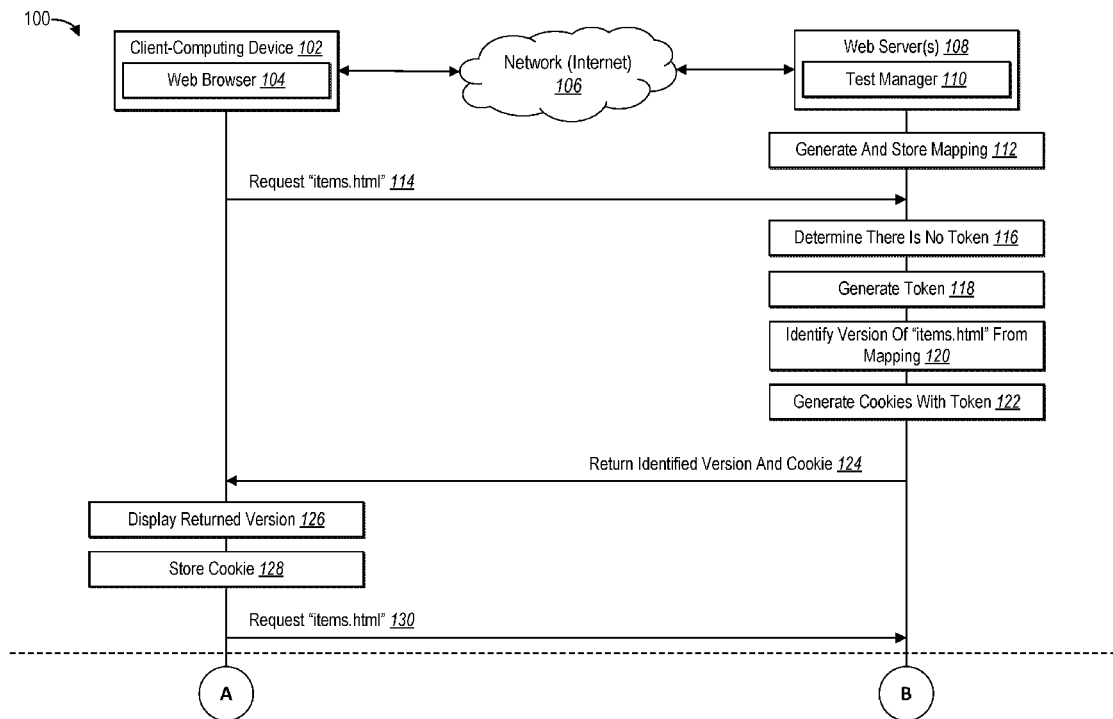 100
Client-Computing Device 102
Web Browser 104
Network (Internet)
106
Web Server(s) 108
Test Manager 110
Generate And Store Mapping 112
Request “items.html” 114
Determine There Is No Token 116
Generate Token 118
Identify Version Of “items.html” From
Mapping 120
Generate Cookies With Token 122
Return Identified Version And Cookie 124
Display Returned Version 126
Store Cookie 128
Request “items.html” 130
A
B